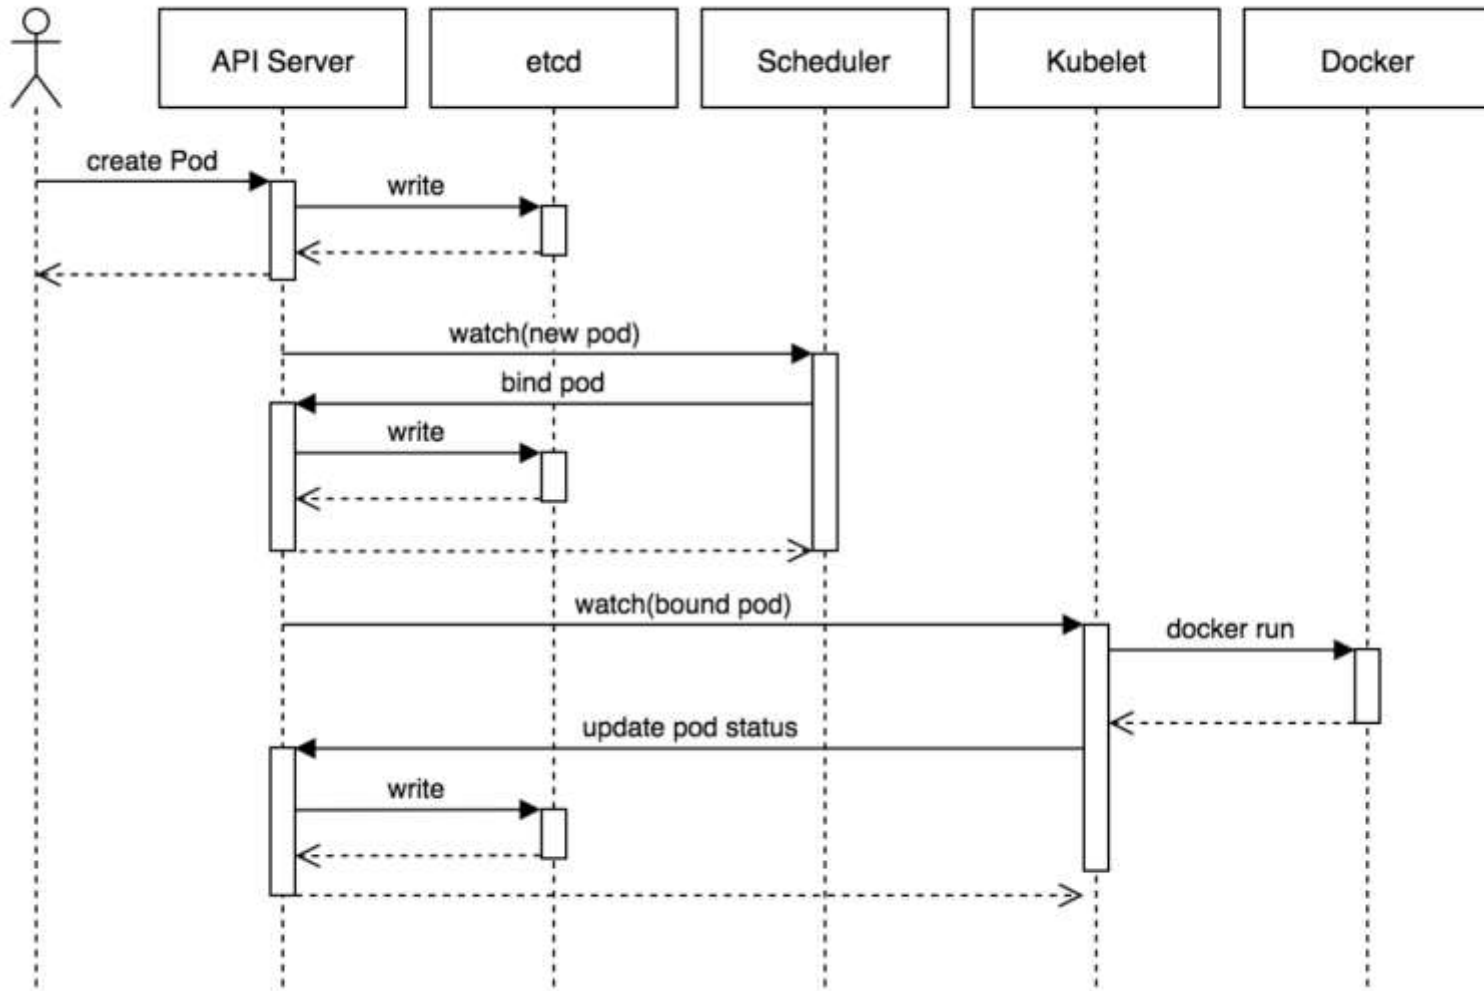 API Server
etcd
Scheduler
Kubelet
Docker
create Pod
write
watch(new pod)
bind pod
write
watch(bound pod)
docker run
update pod status
write